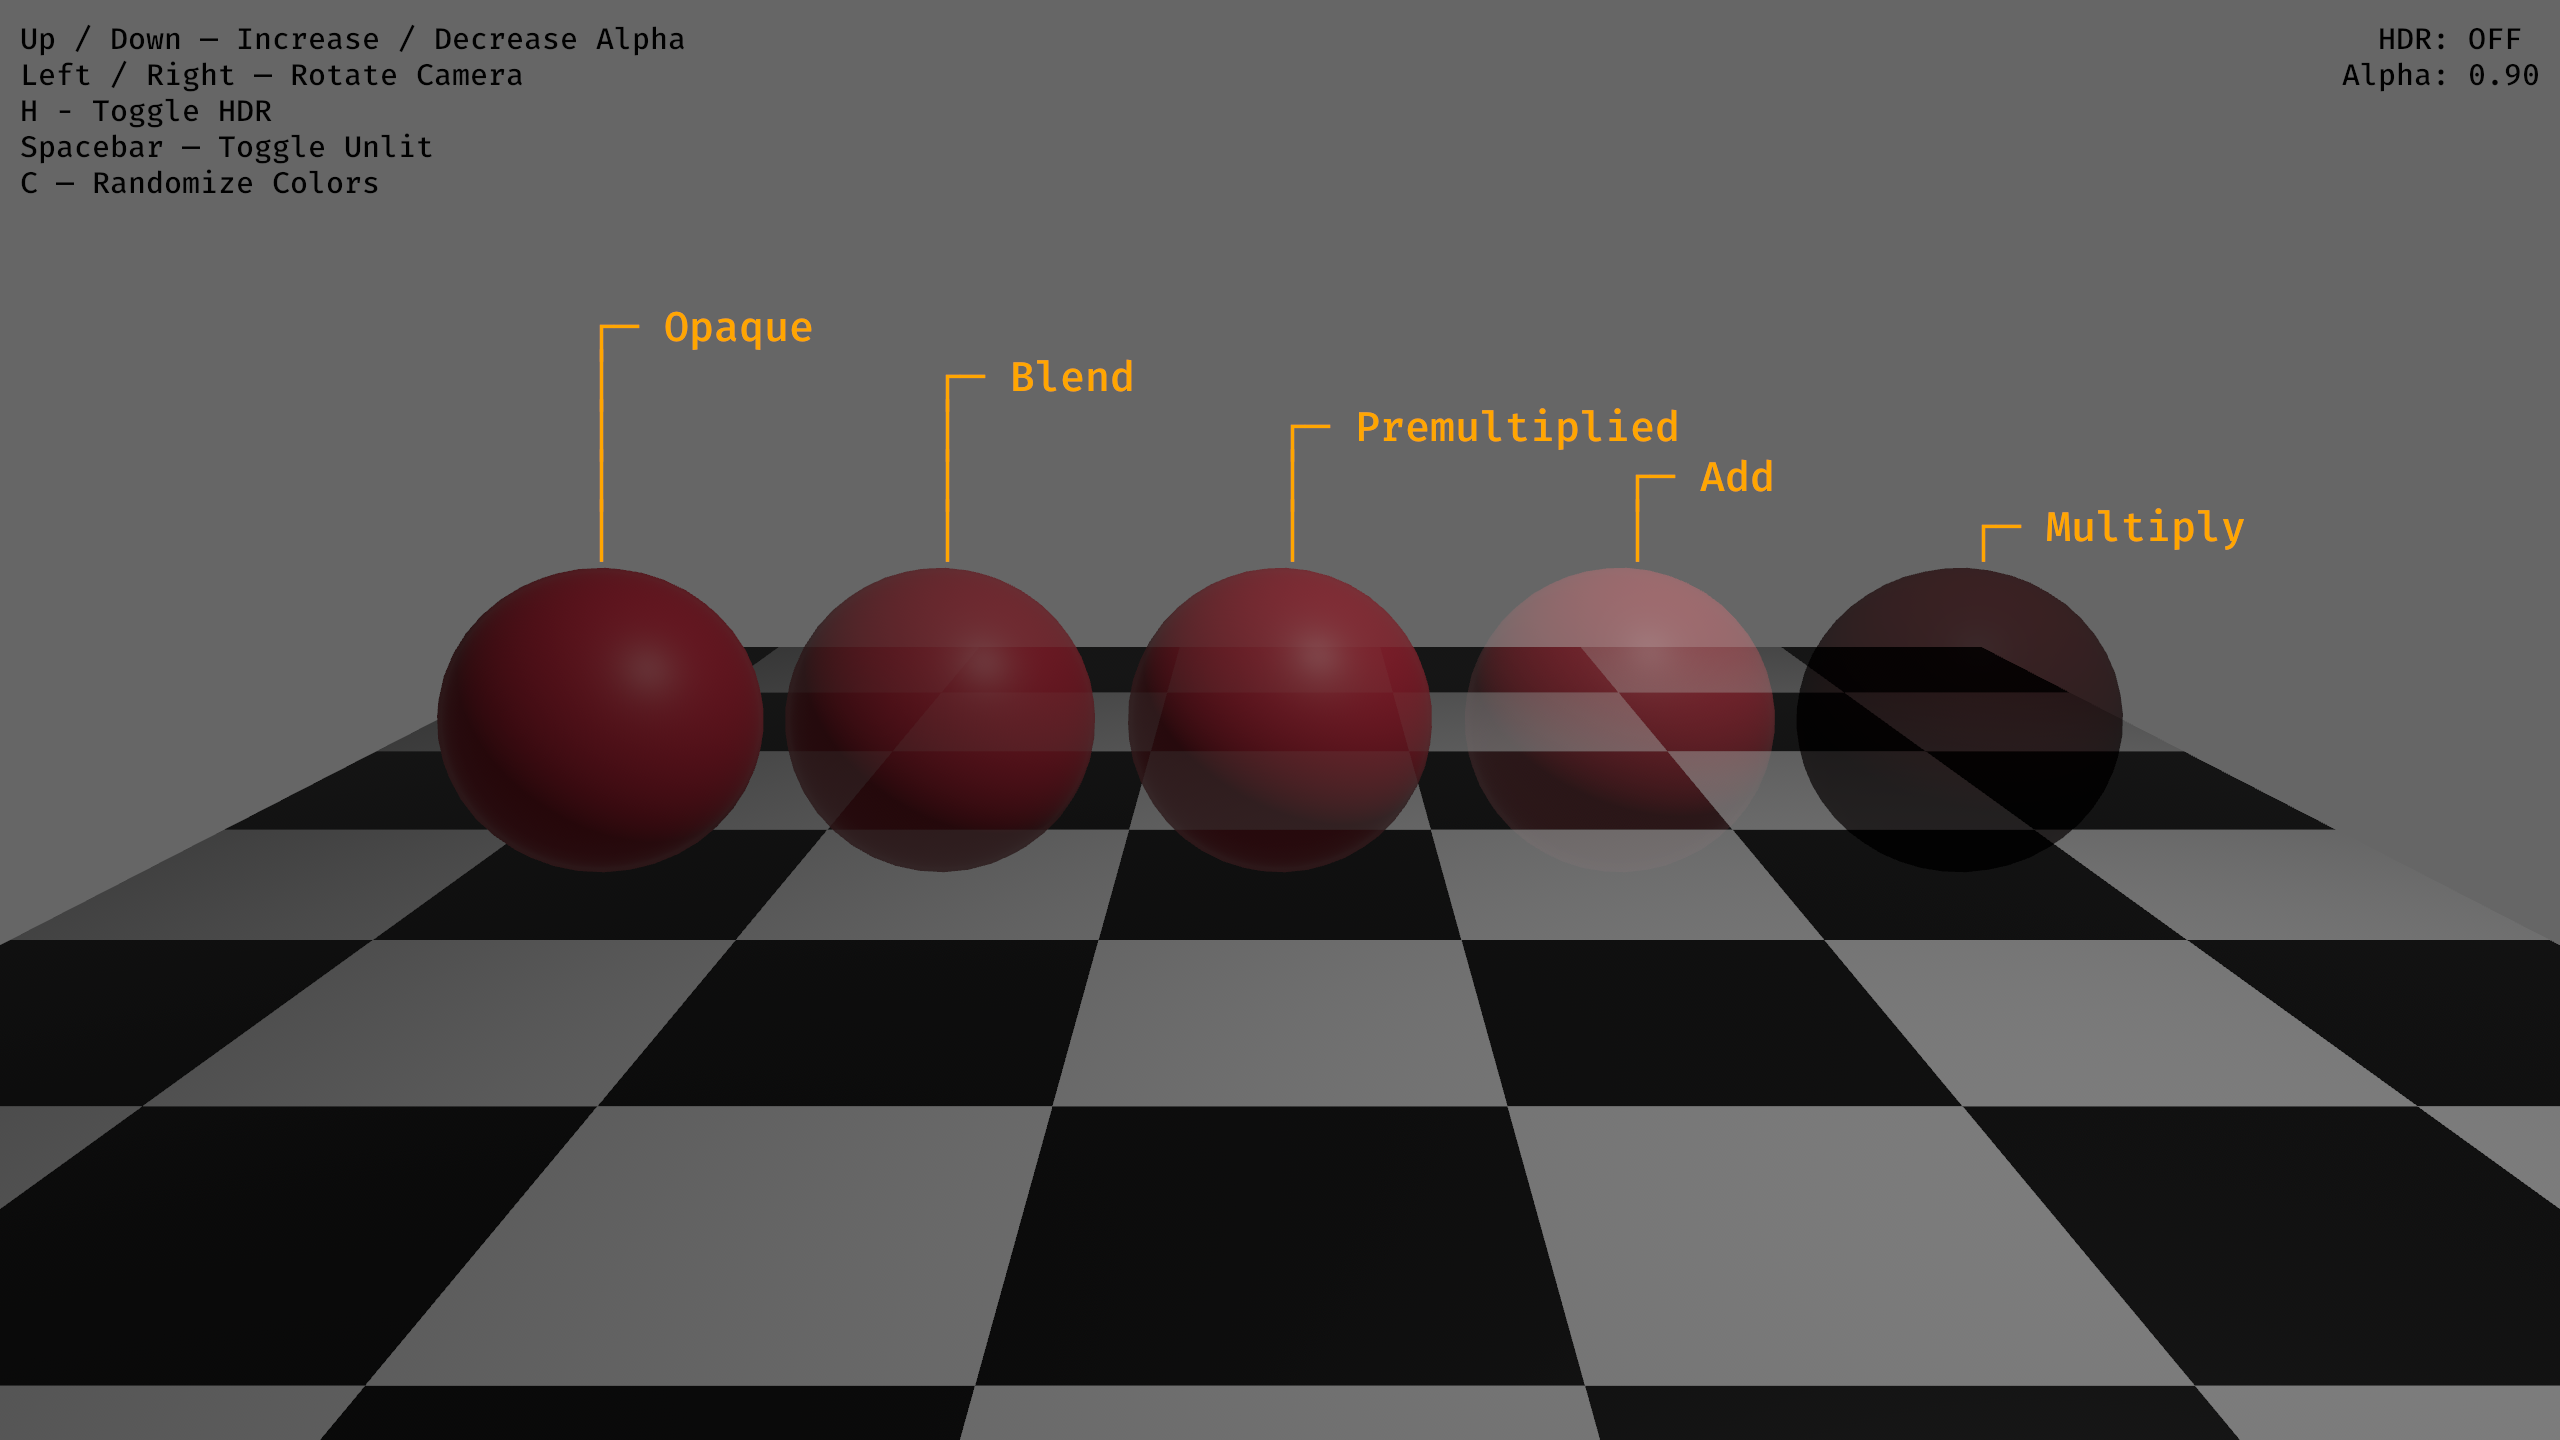 Up / Down — Increase / Decrease Alpha
Left / Right — Rotate Camera
H - Toggle HDR
Spacebar — Toggle Unlit
C — Randomize Colors
HDR: OFF
Alpha: 0.90
Opaque
Blend
Premultiplied
Add
Multiply